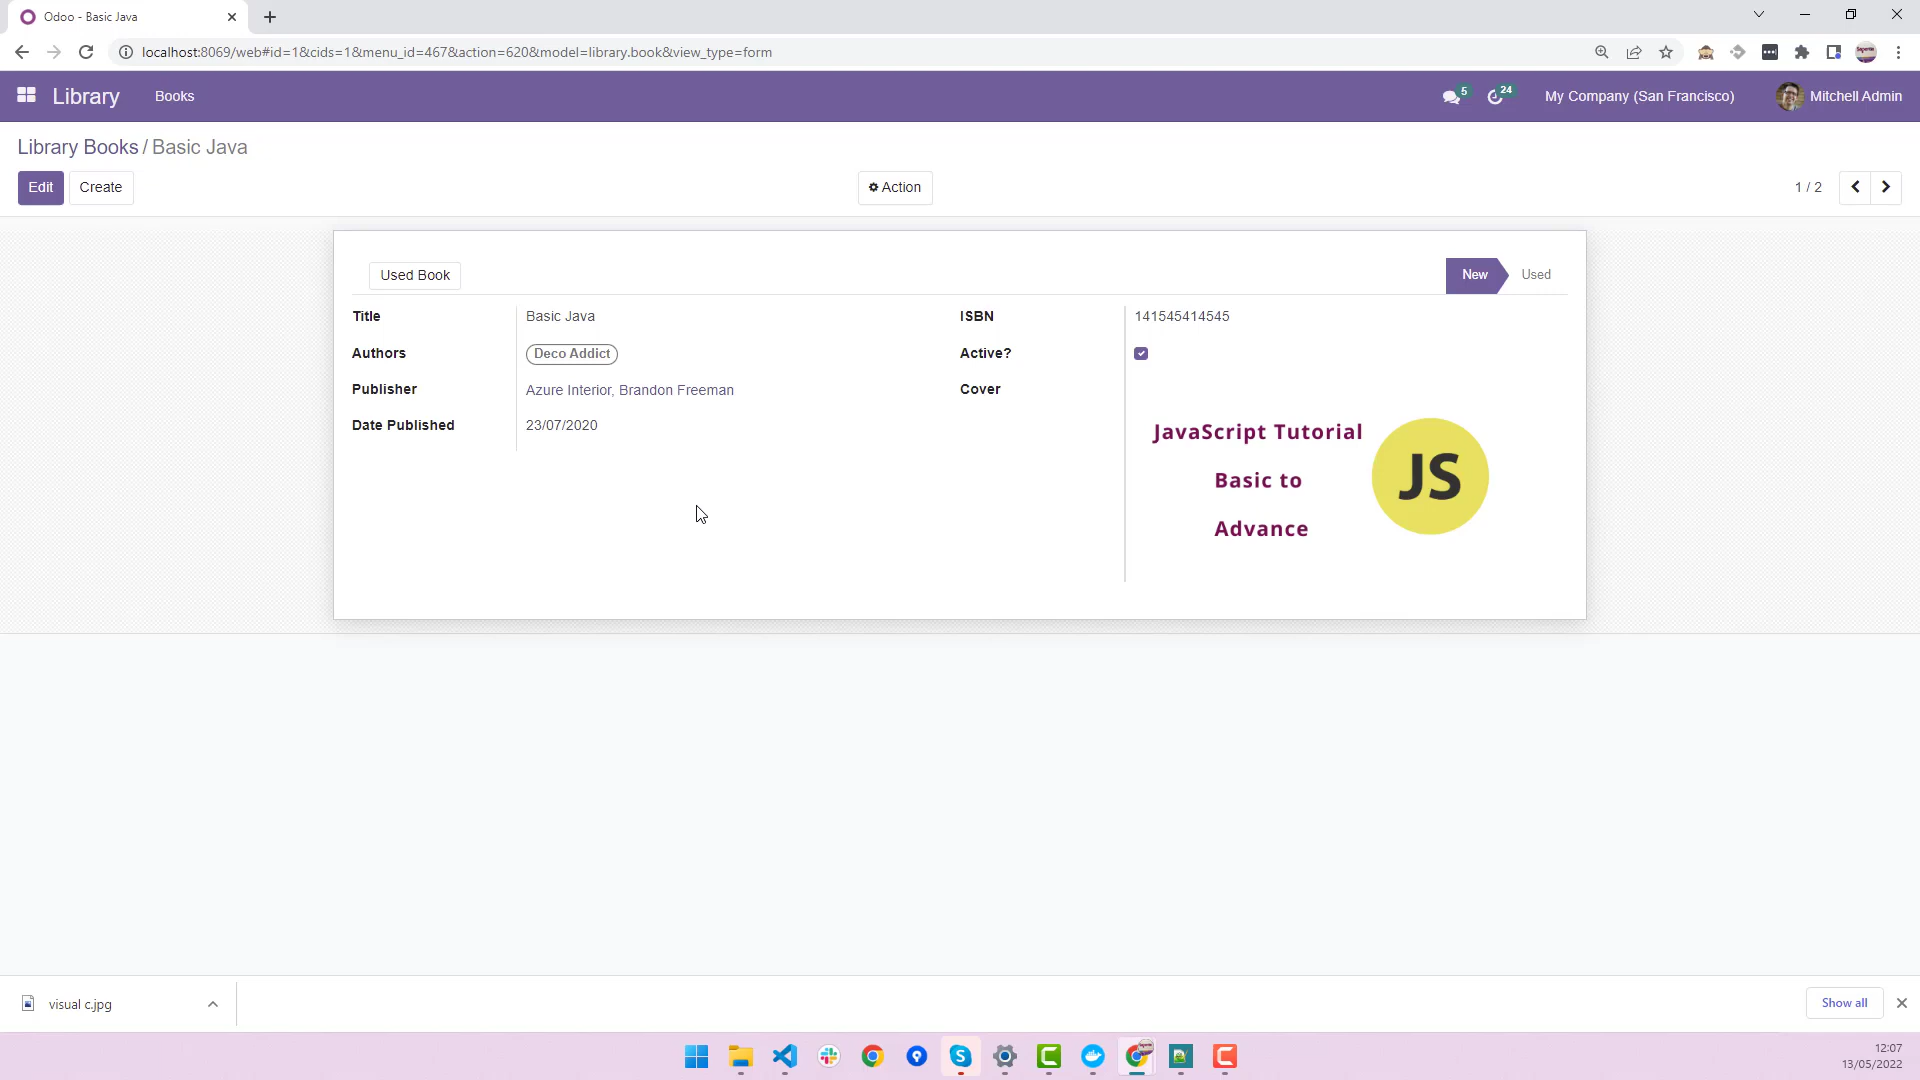 Odoo - Basic Java
localhost:8069/web#id=1&cids=1&menu_id=467&action=620&model=library.book&view_type=form
Library Books 5 24 My Company (San Francisco) Mitchell Admin
Library Books / Basic Java
Edit Create Action 1 / 2
Used Book New Used
Title Basic Java ISBN 141545414545
Authors Deco Addict Active?
Publisher Azure Interior, Brandon Freeman Cover
Date Published 23/07/2020
JavaScript Tutorial
Basic to
Advance
JS
visual c.jpg Show all
12:07
13/05/2022